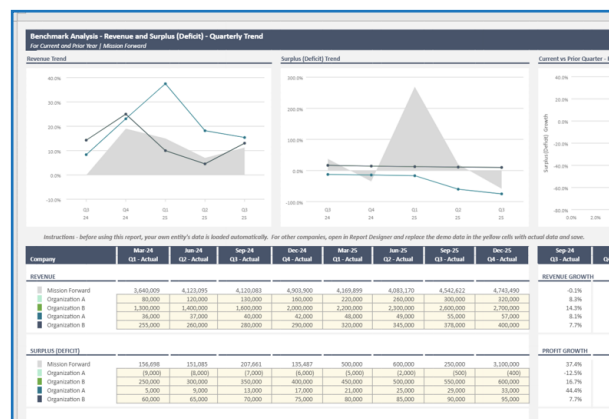 Benchmark Analysis - Revenue and Surplus (Deficit) - Quarterly Trend
For Current and Prior Year | Mission Forward
Revenue Trend
Surplus (Deficit) Trend
Current vs Prior Quarter -
40.0%
30.0%
20.0%
10.0%
0.0%
-10.0%
Q3 Q4 Q1 Q2 Q3
24 24 25 25 25
300.0%
200.0%
100.0%
0.0%
-100.0%
Q3 Q4 Q1 Q2 Q3
24 24 25 25 25
Surplus (Deficit) Growth
40.0%
20.0%
0.0%
-20.0%
-40.0%
-60.0%
-80.0%
0.0% 2.0%
Instructions - before using this report, your own entity's data is loaded automatically. For other companies, open in Report Designer and replace the demo data in the yellow cells with actual data and save.
Mar-24 Jun-24 Sep-24 Dec-24 Mar-25 Jun-25 Sep-25 Dec-25 Sep-24
Company Q1 - Actual Q2 - Actual Q3 - Actual Q4 - Actual Q1 - Actual Q2 - Actual Q3 - Actual Q4 - Actual Q3 - Actual
REVENUE REVENUE GROWTH
Mission Forward 3,640,009 4,123,095 4,120,083 4,903,900 4,169,899 4,083,170 4,542,622 4,743,490 -0.1%
Organization A 80,000 120,000 130,000 160,000 220,000 260,000 300,000 320,000 8.3%
Organization B 1,300,000 1,400,000 1,600,000 2,000,000 2,200,000 2,300,000 2,600,000 2,700,000 14.3%
Organization A 36,000 37,000 40,000 42,000 48,000 49,000 55,000 57,000 8.1%
Organization B 255,000 260,000 280,000 290,000 320,000 345,000 378,000 400,000 7.7%
SURPLUS (DEFICIT) PROFIT GROWTH
Mission Forward 156,698 151,085 207,661 135,487 500,000 600,000 250,000 3,100,000 37.4%
Organization A (9,000) (8,000) (7,000) (6,000) (5,000) (2,000) (500) (400) -12.5%
Organization B 250,000 300,000 350,000 400,000 450,000 500,000 550,000 600,000 16.7%
Organization A 5,000 9,000 13,000 17,000 21,000 25,000 29,000 33,000 44.4%
Organization B 60,000 65,000 70,000 75,000 80,000 85,000 90,000 95,000 7.7%